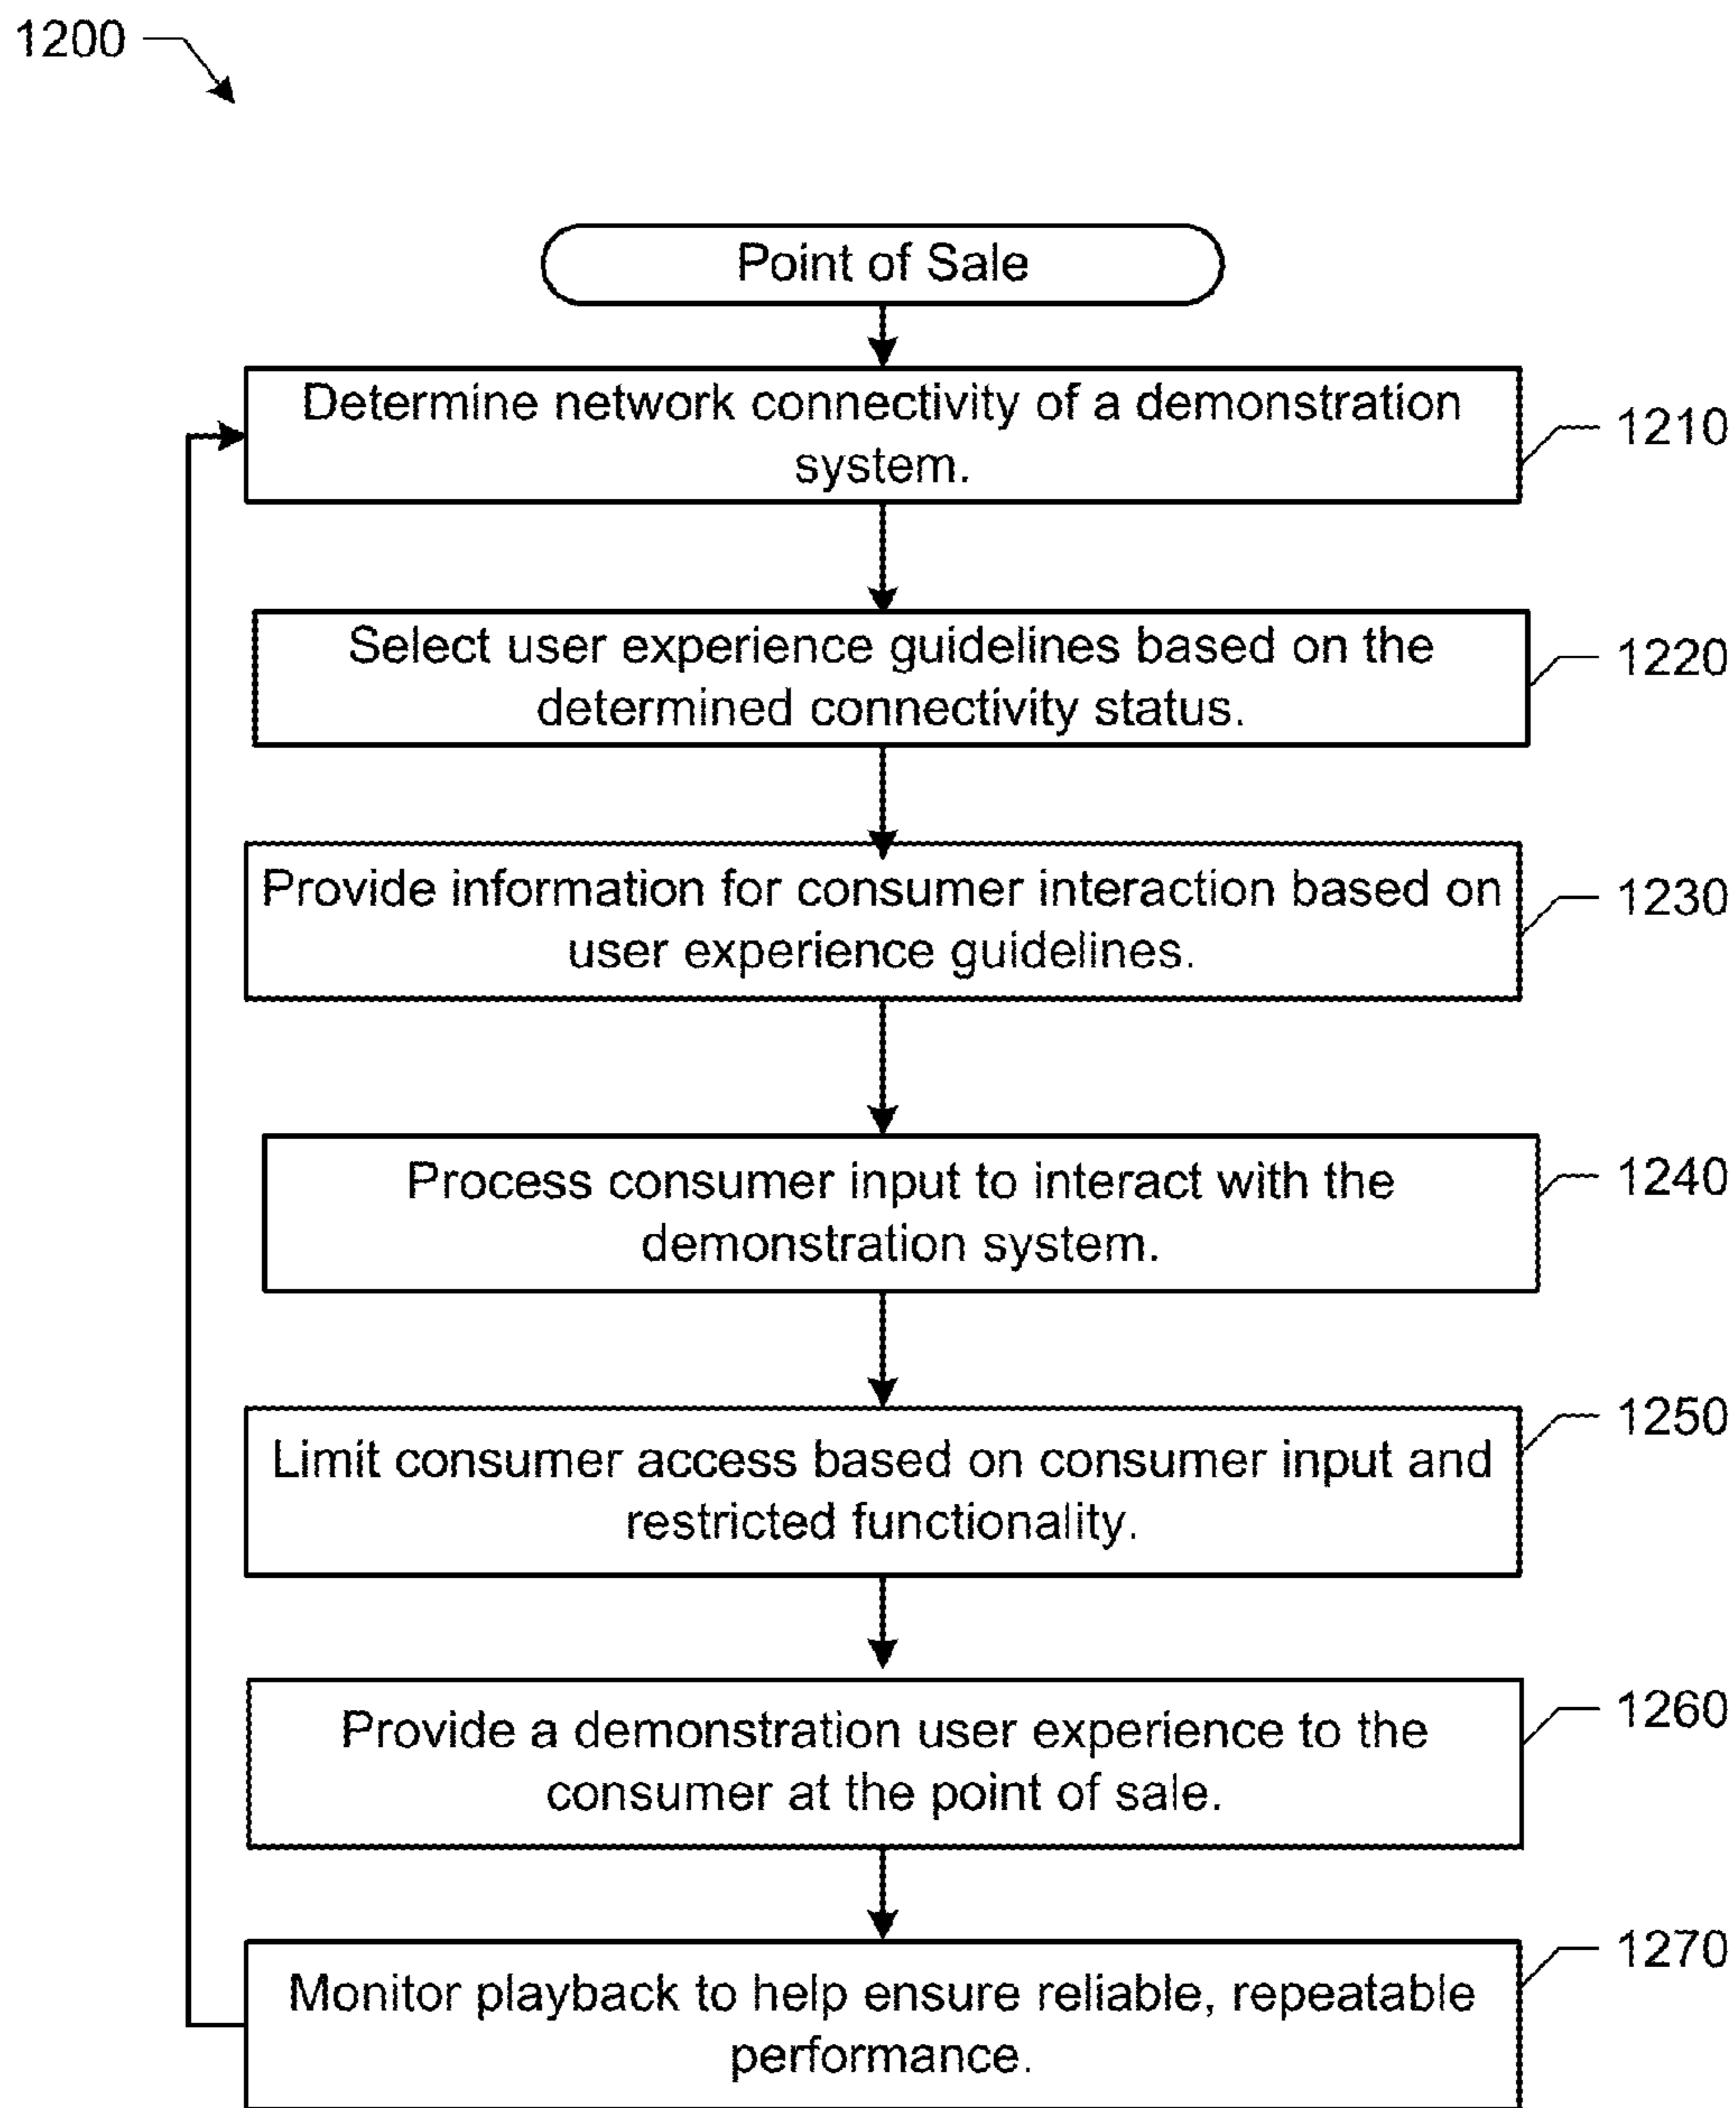 1200
Point of Sale
Determine network connectivity of a demonstration
system.
1210
Select user experience guidelines based on the
determined connectivity status.
1220
Provide information for consumer interaction based on
user experience guidelines.
1230
Process consumer input to interact with the
demonstration system.
1240
Limit consumer access based on consumer input and
restricted functionality.
1250
Provide a demonstration user experience to the
consumer at the point of sale.
1260
Monitor playback to help ensure reliable, repeatable
performance.
1270